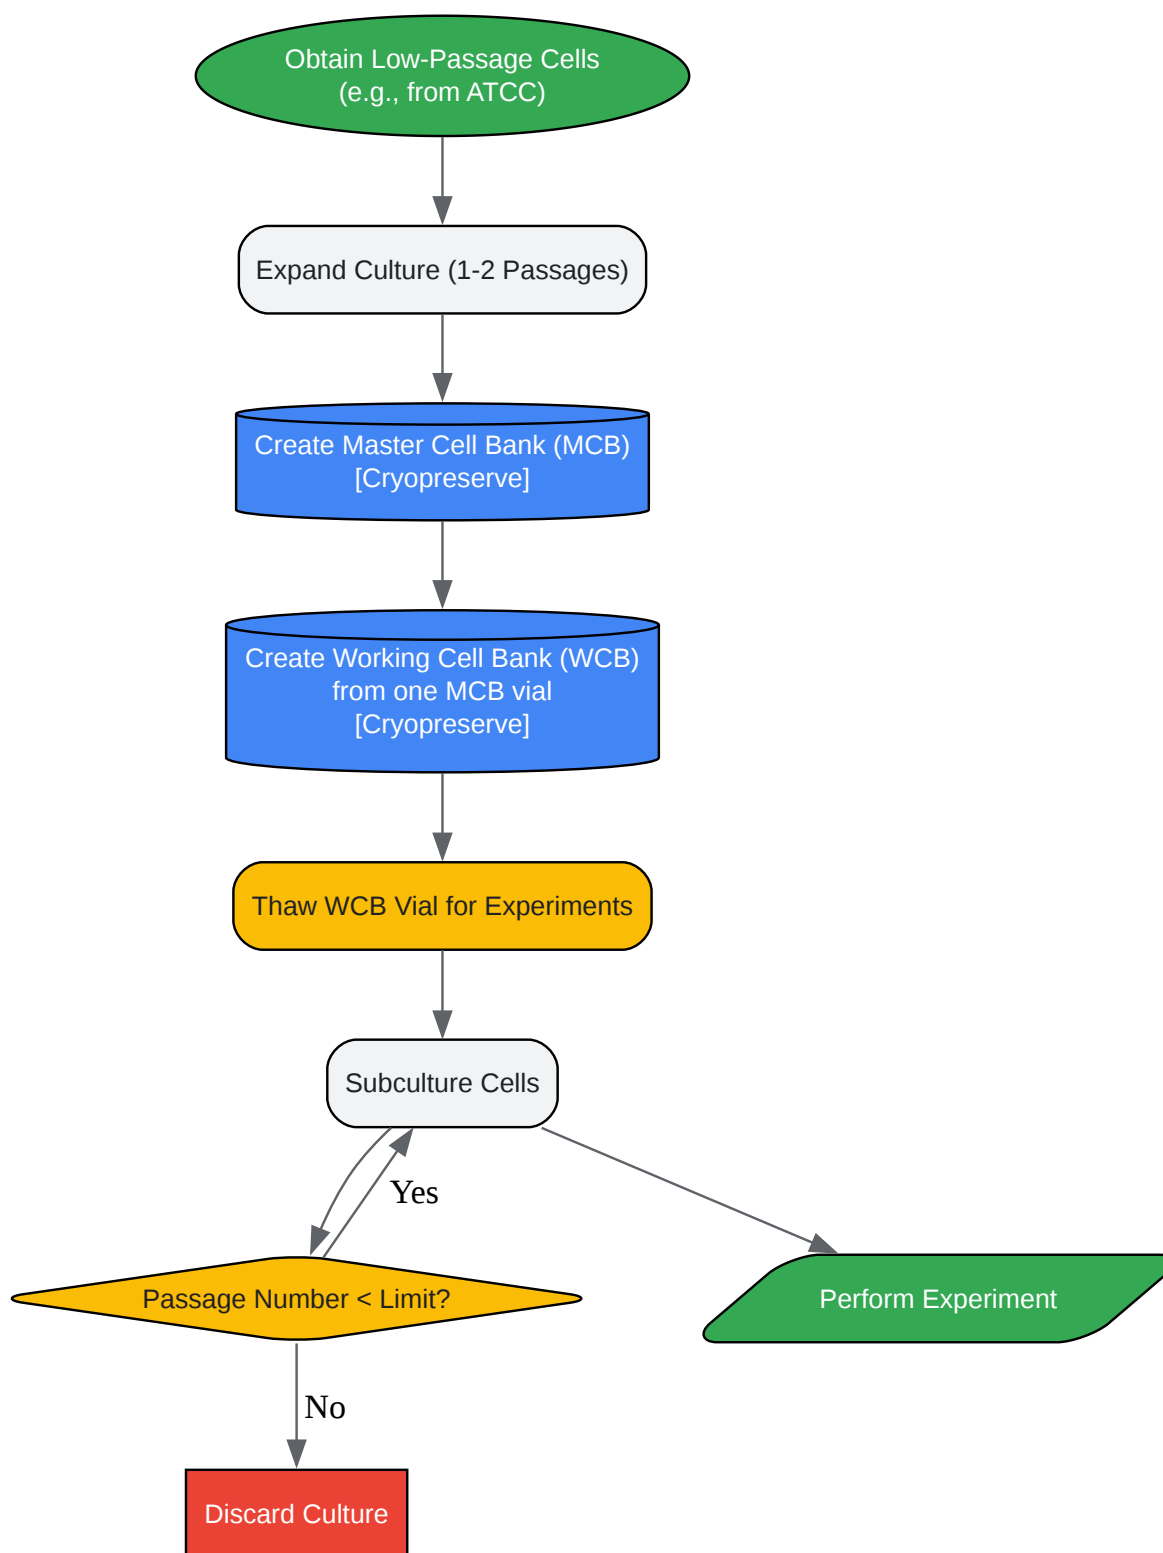 Obtain Low-Passage Cells
(e.g., from ATCC)
Expand Culture (1-2 Passages)
Create Master Cell Bank (MCB)
[Cryopreserve]
Create Working Cell Bank (WCB)
from one MCB vial
[Cryopreserve]
Thaw WCB Vial for Experiments
Subculture Cells
Yes
Passage Number < Limit?
Perform Experiment
No
Discard Culture